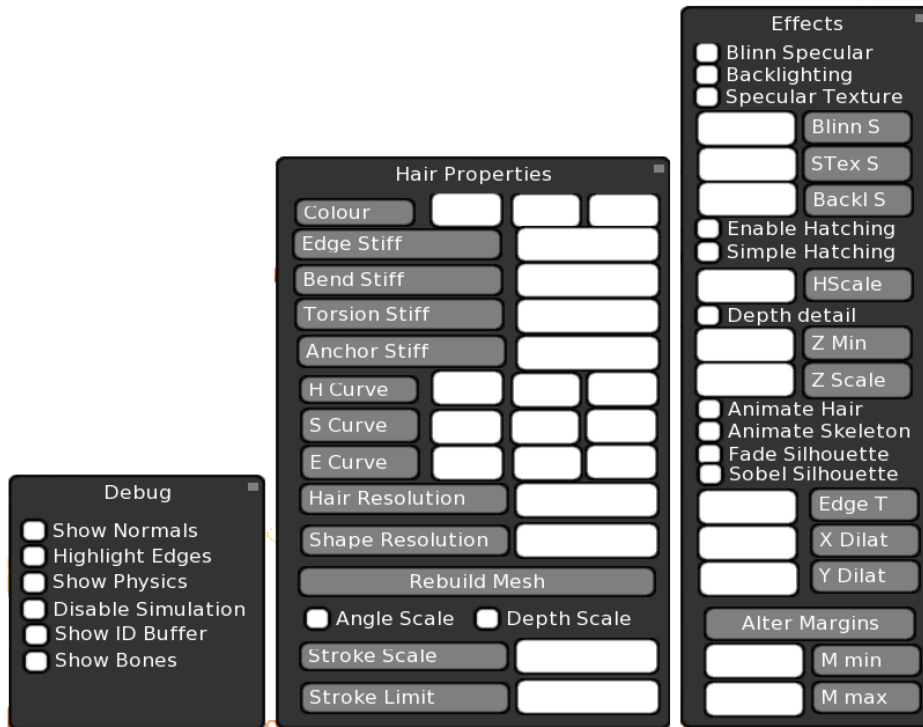 Debug
Show Normals
Highlight Edges
Show Physics
Disable Simulation
Show ID Buffer
Show Bones
Hair Properties
Colour
Edge Stiff
Bend Stiff
Torsion Stiff
Anchor Stiff
H Curve
S Curve
E Curve
Hair Resolution
Shape Resolution
Rebuild Mesh
Angle Scale Depth Scale
Stroke Scale
Stroke Limit
Effects
Blinn Specular
Backlighting
Specular Texture
Blinn S
STex S
Backl S
Enable Hatching
Simple Hatching
HScale
Depth detail
Z Min
Z Scale
Animate Hair
Animate Skeleton
Fade Silhouette
Sobel Silhouette
Edge T
X Dilat
Y Dilat
Alter Margins
M min
M max